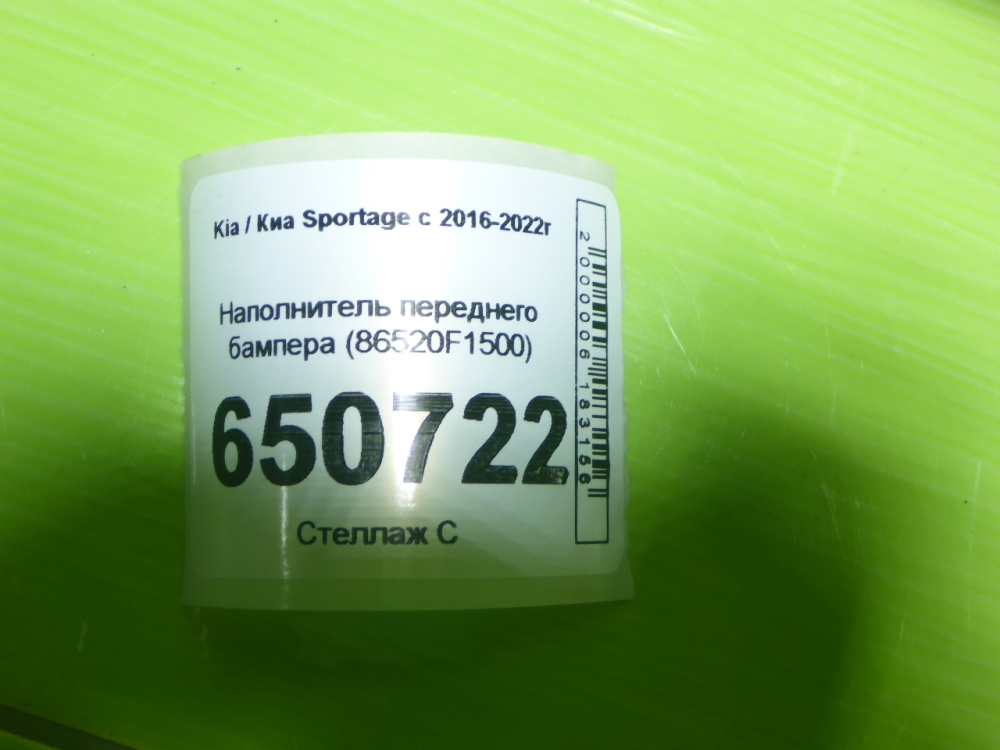 Kia / Киа Sportage с 2016-2022г
Наполнитель переднего
бампера (86520F1500)
650722
Стеллаж С
2000006183156